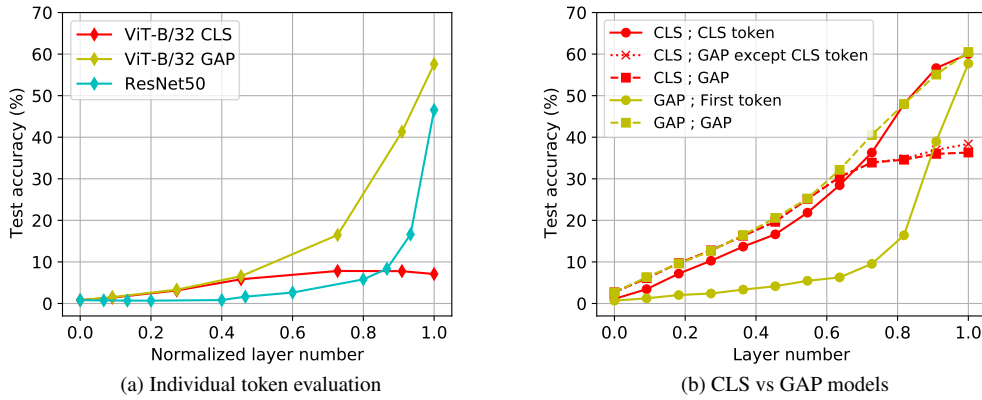 70
60
50
40
30
20
10
0
Test accuracy (%)
ViT-B/32 CLS
ViT-B/32 GAP
ResNet50
0.0 0.2 0.4 0.6 0.8 1.0
Normalized layer number
(a) Individual token evaluation
70
60
50
40
30
20
10
0
Test accuracy (%)
CLS ; CLS token
CLS ; GAP except CLS token
CLS ; GAP
GAP ; First token
GAP ; GAP
0.0 0.2 0.4 0.6 0.8 1.0
Layer number
(b) CLS vs GAP models